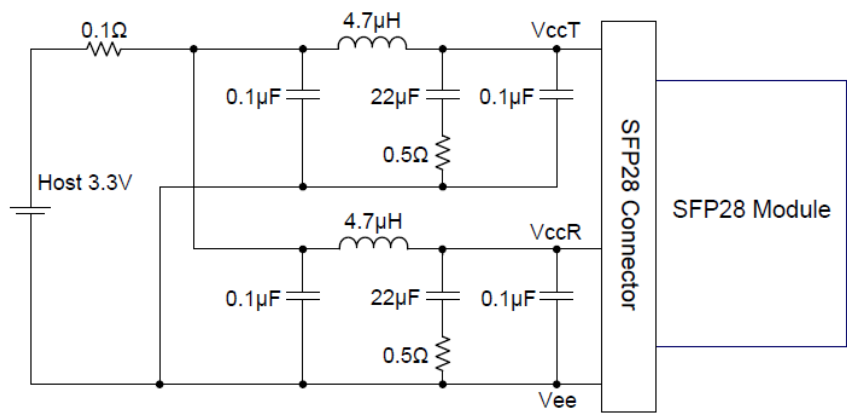 0.1Ω
4.7µH
VccT
0.1µF
22µF
0.1µF
0.5Ω
Host 3.3V
4.7µH
VccR
0.1µF
22µF
0.1µF
0.5Ω
Vee
SFP28 Connector
SFP28 Module